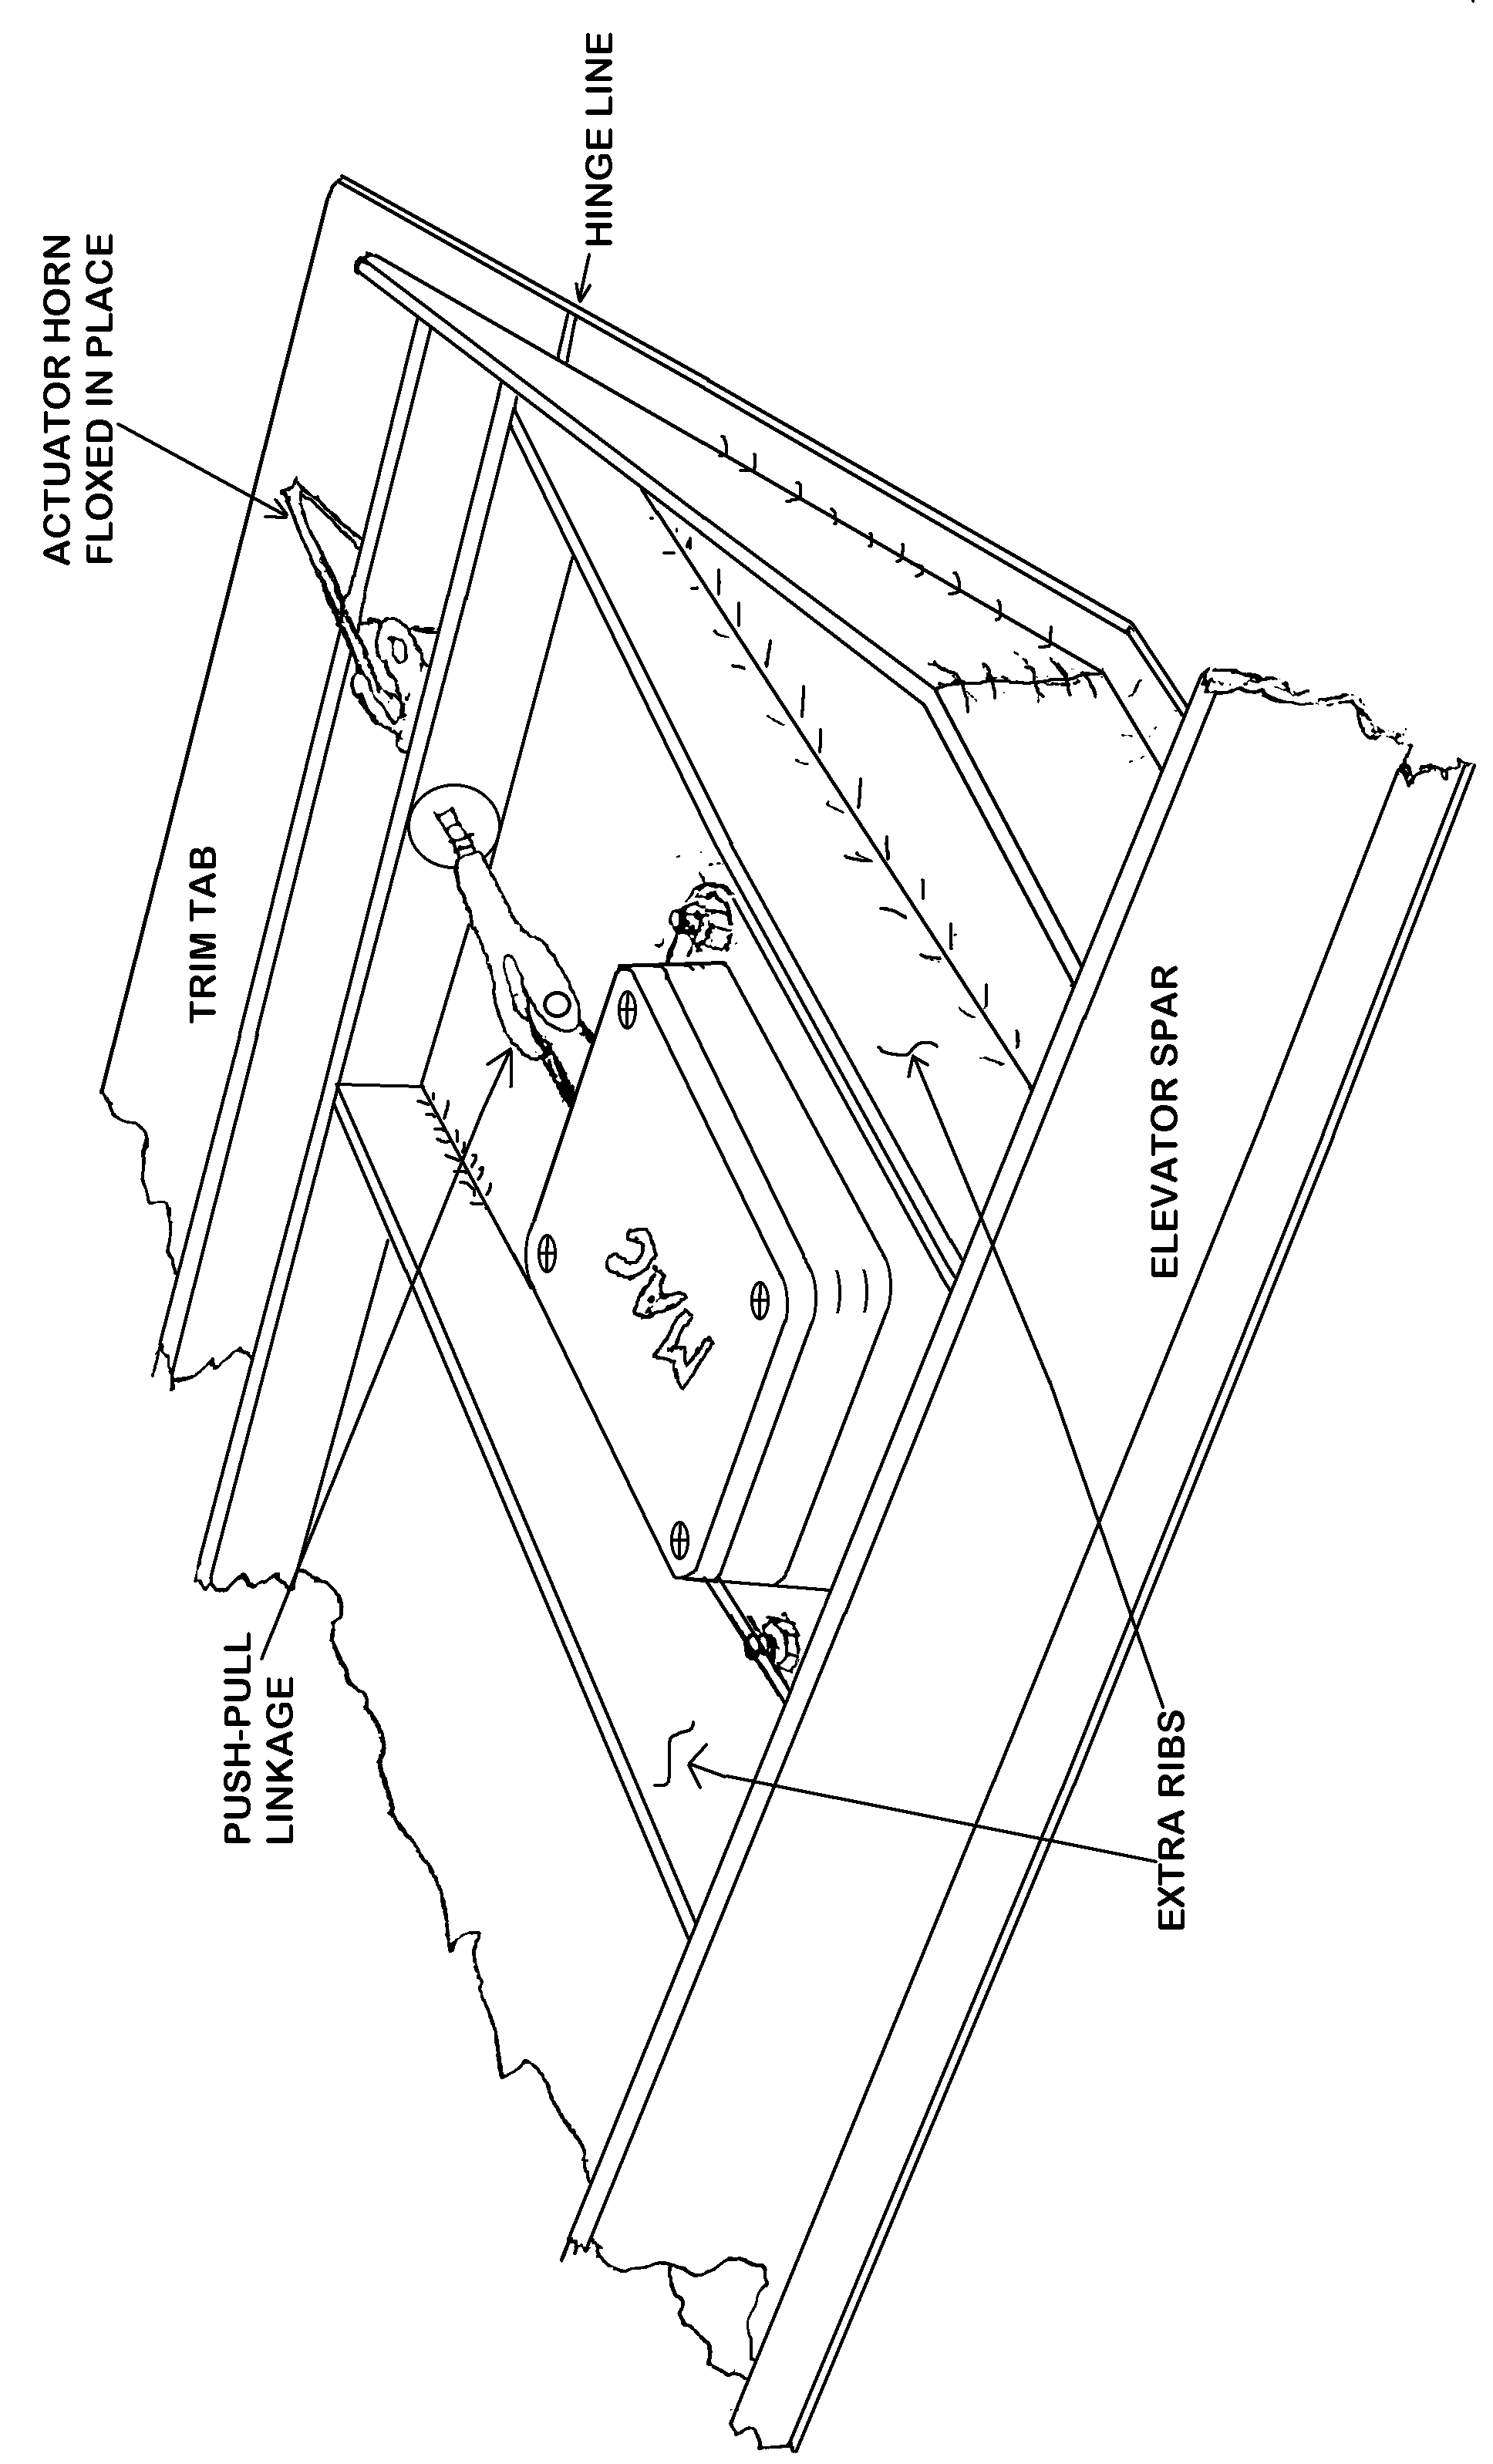 ACTUATOR HORN
FLOXED IN PLACE
HINGE LINE
TRIM TAB
PUSH-PULL
LINKAGE
MAC
ELEVATOR SPAR
EXTRA RIBS